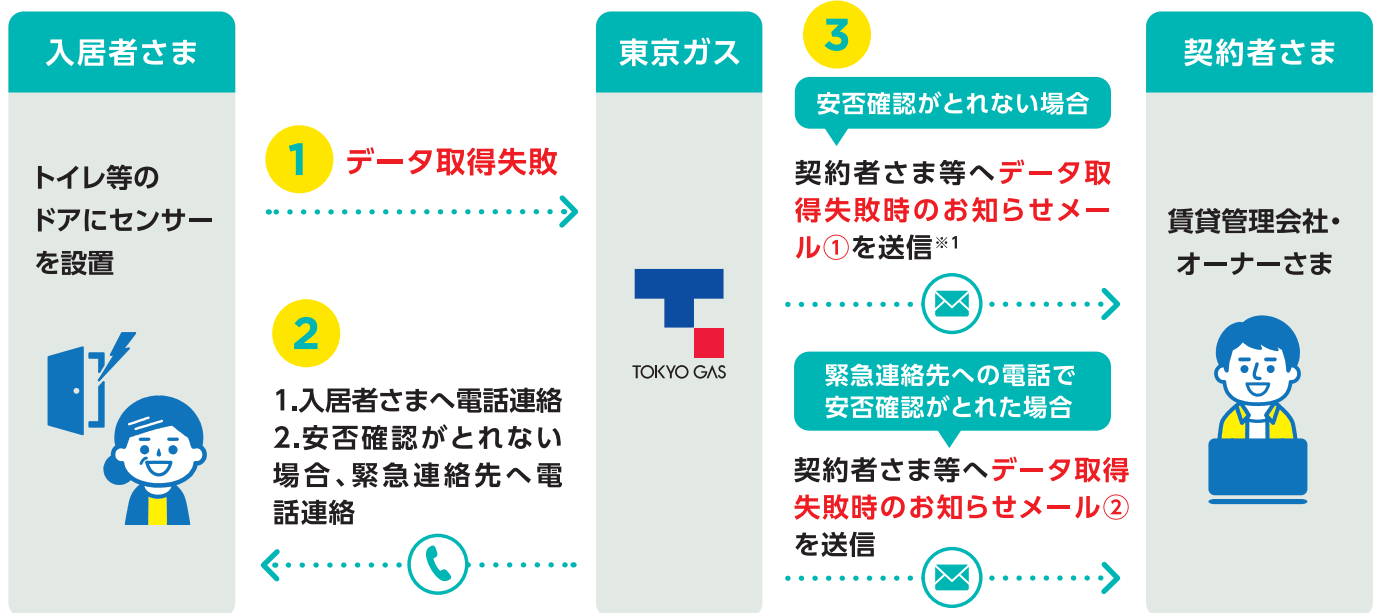 入居者さま
トイレ等の
ドアにセンサー
を設置
1
データ取得失敗
2
1.入居者さまへ電話連絡
2.安否確認がとれない
場合、緊急連絡先へ電
話連絡
東京ガス
TOKYO GAS
3
安否確認がとれない場合
契約者さま等へデータ取
得失敗時のお知らせメー
ル①を送信※1
緊急連絡先への電話で
安否確認がとれた場合
契約者さま等へデータ取得
失敗時のお知らせメール②
を送信
契約者さま
賃貸管理会社・
オーナーさま